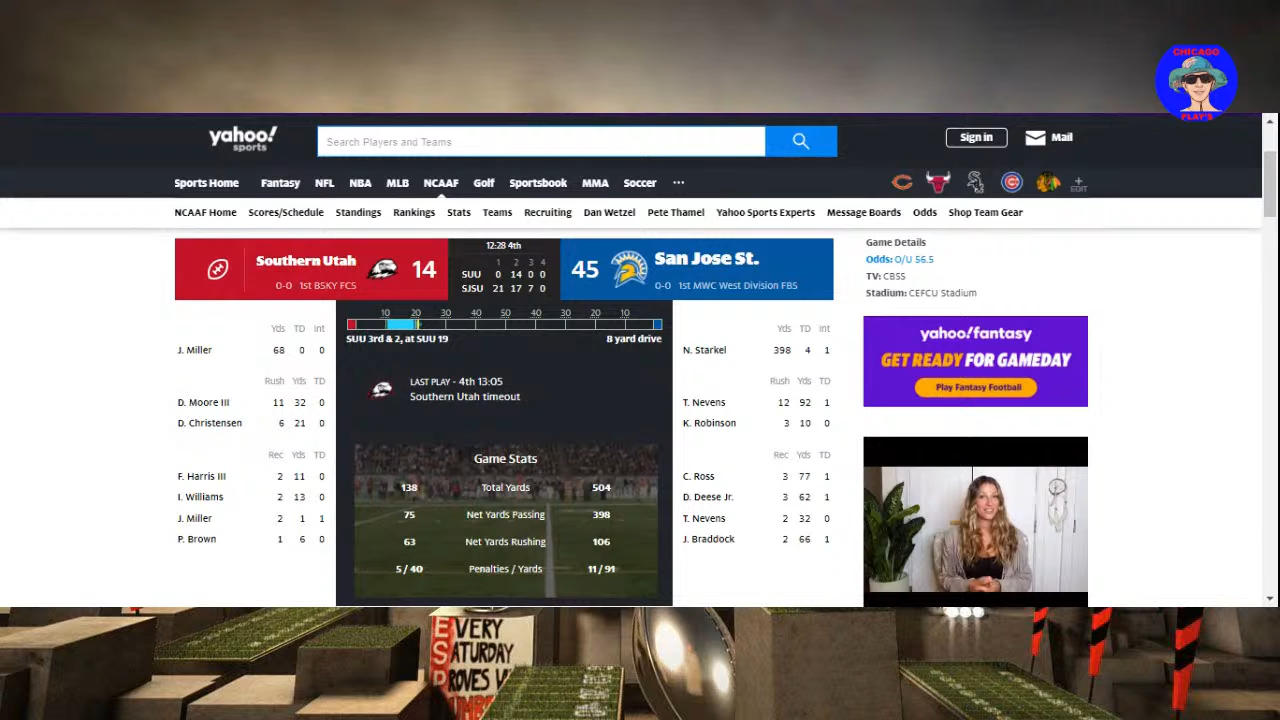 CHICAGO
PLAY'S
yahoo!
sports
Search Players and Teams
Sign in
Mail
Sports Home Fantasy NFL NBA MLB NCAAF Golf Sportsbook MMA Soccer ...
EDIT
NCAAF Home Scores/Schedule Standings Rankings Stats Teams Recruiting Dan Wetzel Pete Thamel Yahoo Sports Experts Message Boards Odds Shop Team Gear
Southern Utah 14
0-0 1st BSKY FCS
12:28 4th
1 2 3 4
SUU 0 14 0 0
SJSU 21 17 7 0
45 San Jose St.
0-0 1st MWC West Division FBS
Game Details
Odds: O/U 56.5
TV: CBSS
Stadium: CEFCU Stadium
10 20 30 40 50 40 30 20 10
SUU 3rd & 2, at SUU 19 8 yard drive
LAST PLAY - 4th 13:05
Southern Utah timeout
Game Stats
138 Total Yards 504
75 Net Yards Passing 398
63 Net Yards Rushing 106
5 / 40 Penalties / Yards 11 / 91
Yds TD Int
J. Miller 68 0 0
Rush Yds TD
D. Moore III 11 32 0
D. Christensen 6 21 0
Rec Yds TD
F. Harris III 2 11 0
I. Williams 2 13 0
J. Miller 2 1 1
P. Brown 1 6 0
Yds TD Int
N. Starkel 398 4 1
Rush Yds TD
T. Nevens 12 92 1
K. Robinson 3 10 0
Rec Yds TD
C. Ross 3 77 1
D. Deese Jr. 3 62 1
T. Nevens 2 32 0
J. Braddock 2 66 1
yahoo!fantasy
GET READY FOR GAMEDAY
Play Fantasy Football
EVERY
SATURDAY
PROVES